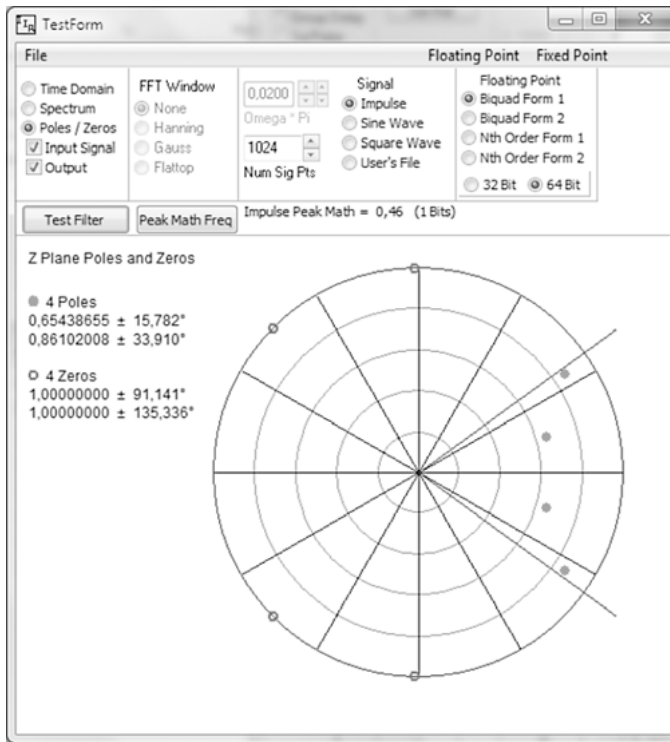 TestForm
File
Floating Point Fixed Point
Time Domain
Spectrum
Poles / Zeros
Input Signal
Output
FFT Window
None
Hanning
Gauss
Flattop
0,0200
Omega * Pi
1024
Num Sig Pts
Signal
Impulse
Sine Wave
Square Wave
User's File
Floating Point
Biquad Form 1
Biquad Form 2
Nth Order Form 1
Nth Order Form 2
32 Bit 64 Bit
Test Filter
Peak Math Freq
Impulse Peak Math = 0,46 (1 Bits)
Z Plane Poles and Zeros
4 Poles
0,65438655 ± 15,782°
0,86102008 ± 33,910°
4 Zeros
1,00000000 ± 91,141°
1,00000000 ± 135,336°